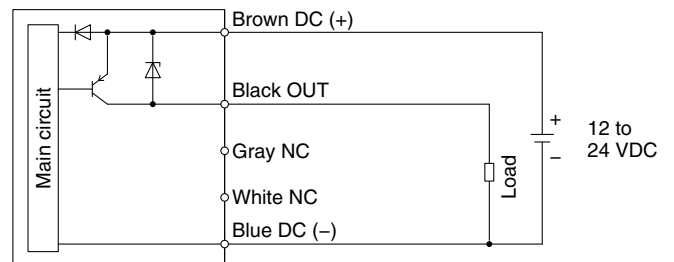 Brown DC (+)
Main circuit
Black OUT
Gray NC
White NC
Blue DC (−)
Load
+
−
12 to
24 VDC